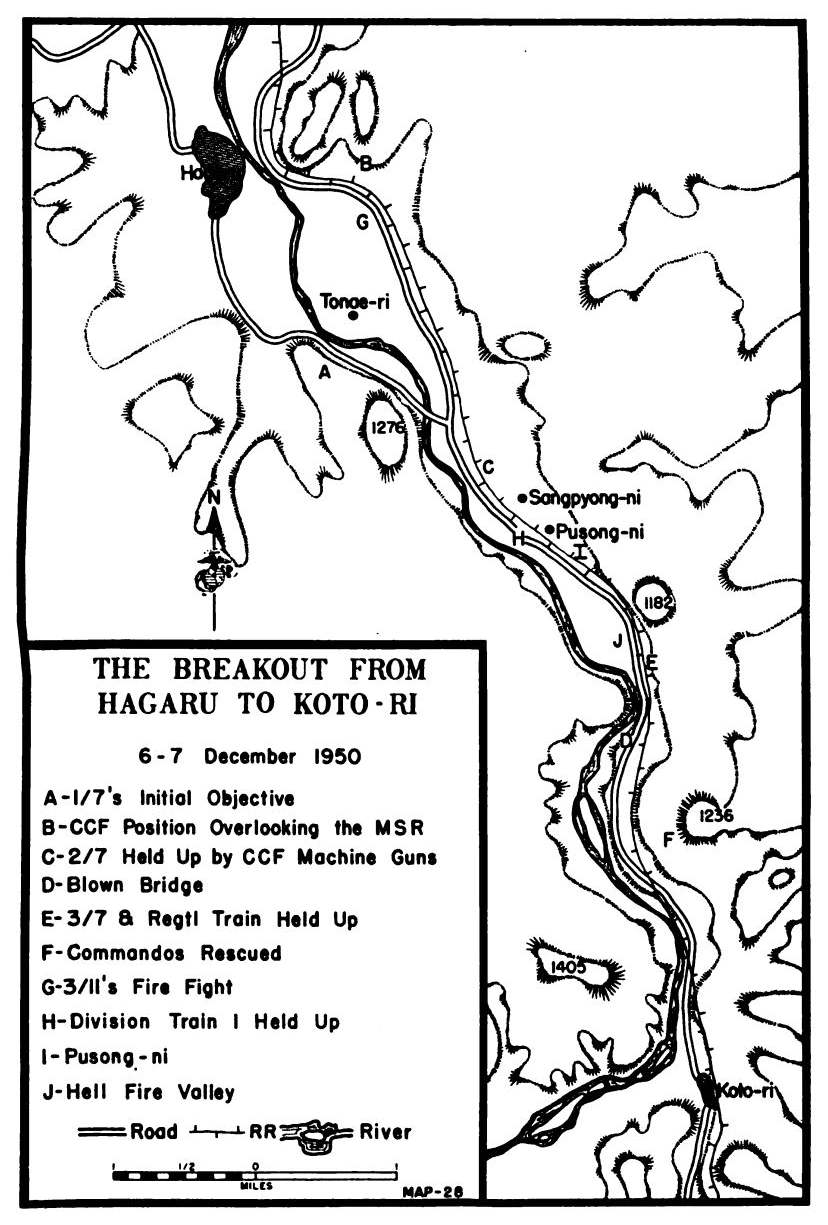 B
Ha
G
Tonae-ri
A
1276
C
Sangpyong-ni
N
Pusong-ni
H
I
1182
J
E
D
1236
F
1405
Koto-ri
THE BREAKOUT FROM
HAGARU TO KOTO-RI
6-7 December 1950
A-1/7's Initial Objective
B-CCF Position Overlooking the MSR
C-2/7 Held Up by CCF Machine Guns
D-Blown Bridge
E-3/7 & Regtl Train Held Up
F-Commandos Rescued
G-3/11's Fire Fight
H-Division Train I Held Up
I-Pusong-ni
J-Hell Fire Valley
Road RR River
1 1/2 0 1
MILES
MAP-28